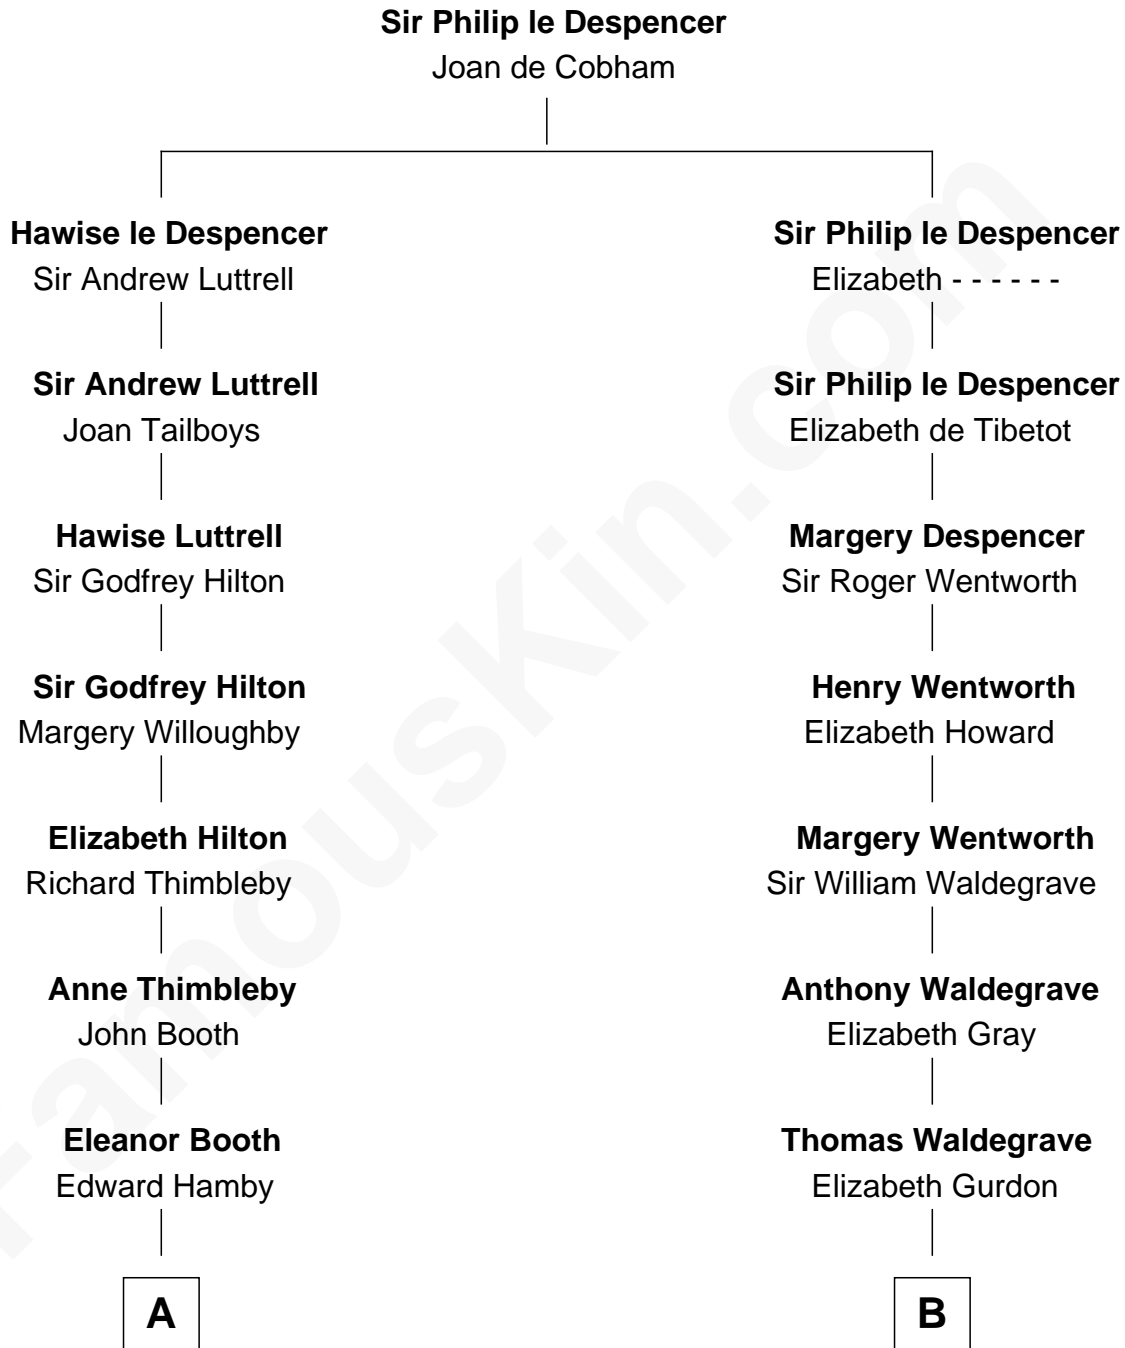 Sir Philip le Despencer
Joan de Cobham
Hawise le Despencer
Sir Andrew Luttrell
Sir Philip le Despencer
Elizabeth - - - - - -
Sir Andrew Luttrell
Joan Tailboys
Sir Philip le Despencer
Elizabeth de Tibetot
Hawise Luttrell
Sir Godfrey Hilton
Margery Despencer
Sir Roger Wentworth
Sir Godfrey Hilton
Margery Willoughby
Henry Wentworth
Elizabeth Howard
Elizabeth Hilton
Richard Thimbleby
Margery Wentworth
Sir William Waldegrave
Anne Thimbleby
John Booth
Anthony Waldegrave
Elizabeth Gray
Eleanor Booth
Edward Hamby
Thomas Waldegrave
Elizabeth Gurdon
A
B
FamousKin.com